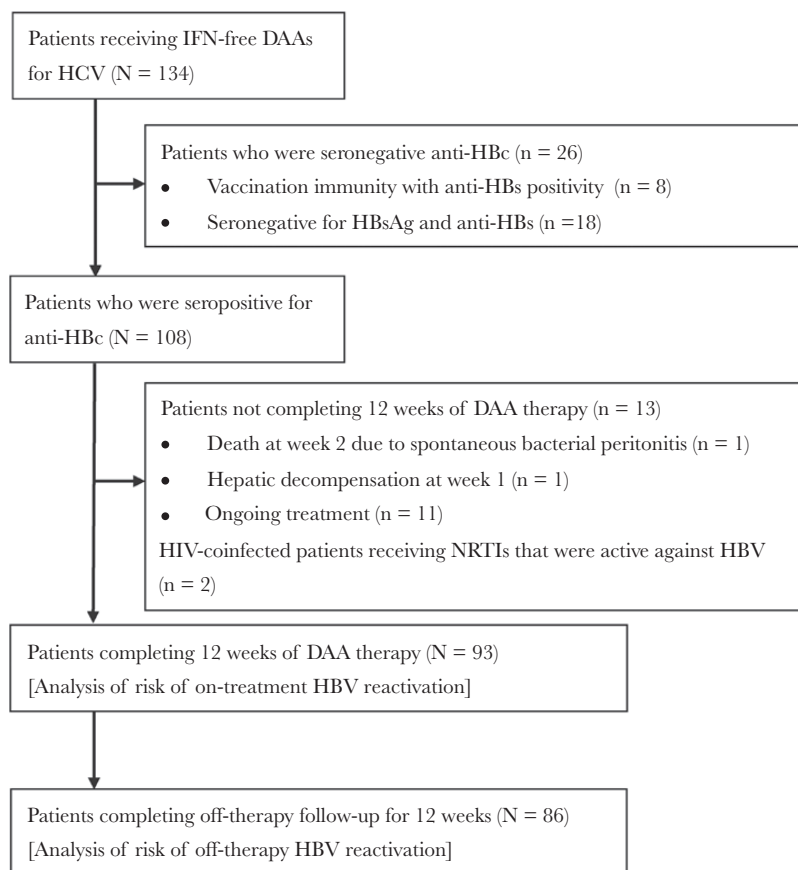 Patients receiving IFN-free DAAs
for HCV (N = 134)
Patients who were seronegative anti-HBc (n = 26)
• Vaccination immunity with anti-HBs positivity (n = 8)
• Seronegative for HBsAg and anti-HBs (n =18)
Patients who were seropositive for
anti-HBc (N = 108)
Patients not completing 12 weeks of DAA therapy (n = 13)
• Death at week 2 due to spontaneous bacterial peritonitis (n = 1)
• Hepatic decompensation at week 1 (n = 1)
• Ongoing treatment (n = 11)
HIV-coinfected patients receiving NRTIs that were active against HBV
(n = 2)
Patients completing 12 weeks of DAA therapy (N = 93)
[Analysis of risk of on-treatment HBV reactivation]
Patients completing off-therapy follow-up for 12 weeks (N = 86)
[Analysis of risk of off-therapy HBV reactivation]